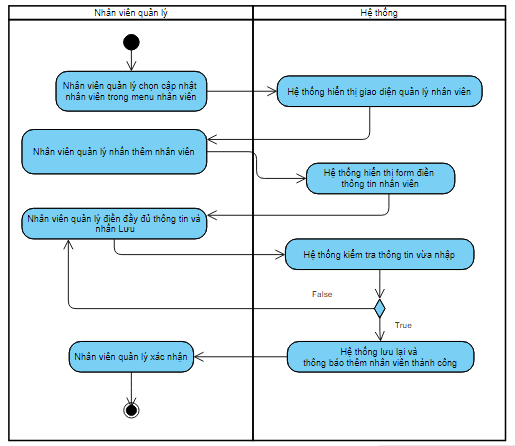 Nhân viên quản lý
Hệ thống
Nhân viên quản lý chọn cập nhật
nhân viên trong menu nhân viên
Hệ thống hiển thị giao diện quản lý nhân viên
Nhân viên quản lý nhấn thêm nhân viên
Hệ thống hiển thị form điền
thông tin nhân viên
Nhân viên quản lý điền đầy đủ thông tin và
nhấn Lưu
Hệ thống kiểm tra thông tin vừa nhập
False
True
Hệ thống lưu lại và
thông báo thêm nhân viên thành công
Nhân viên quản lý xác nhận